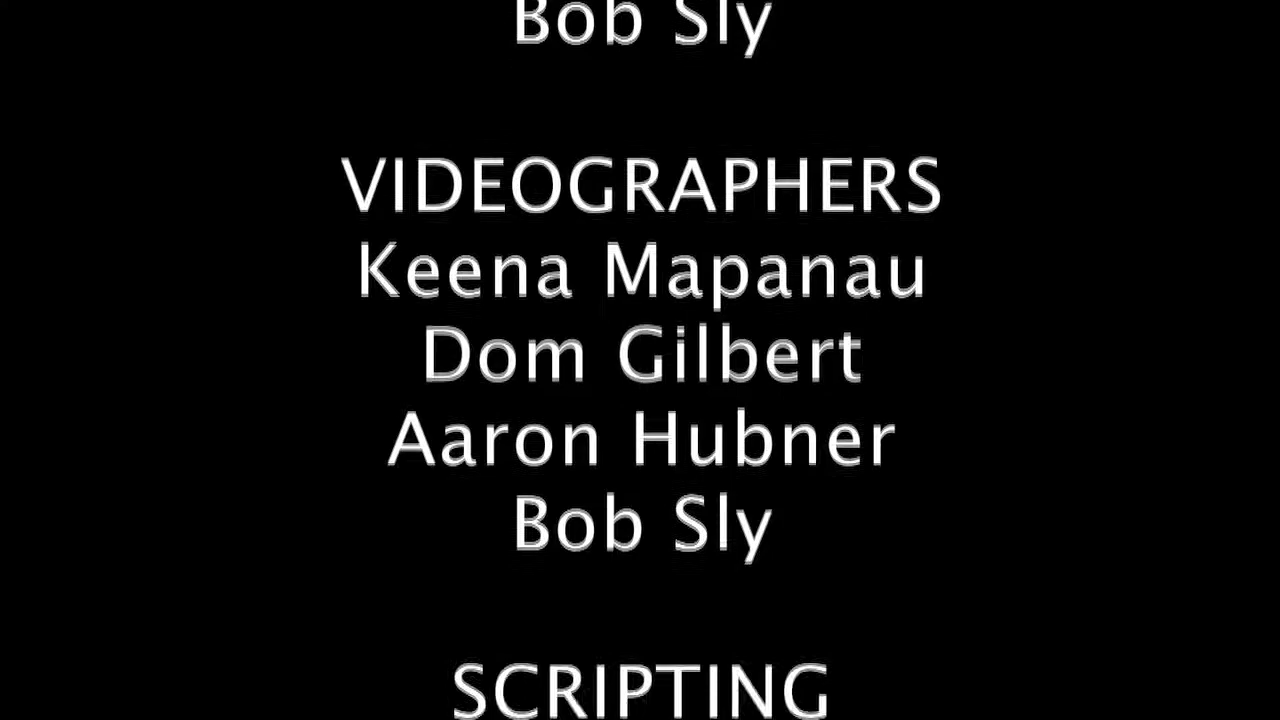 Bob Sly
VIDEOGRAPHERS
Keena Mapanau
Dom Gilbert
Aaron Hubner
Bob Sly
SCRIPTING